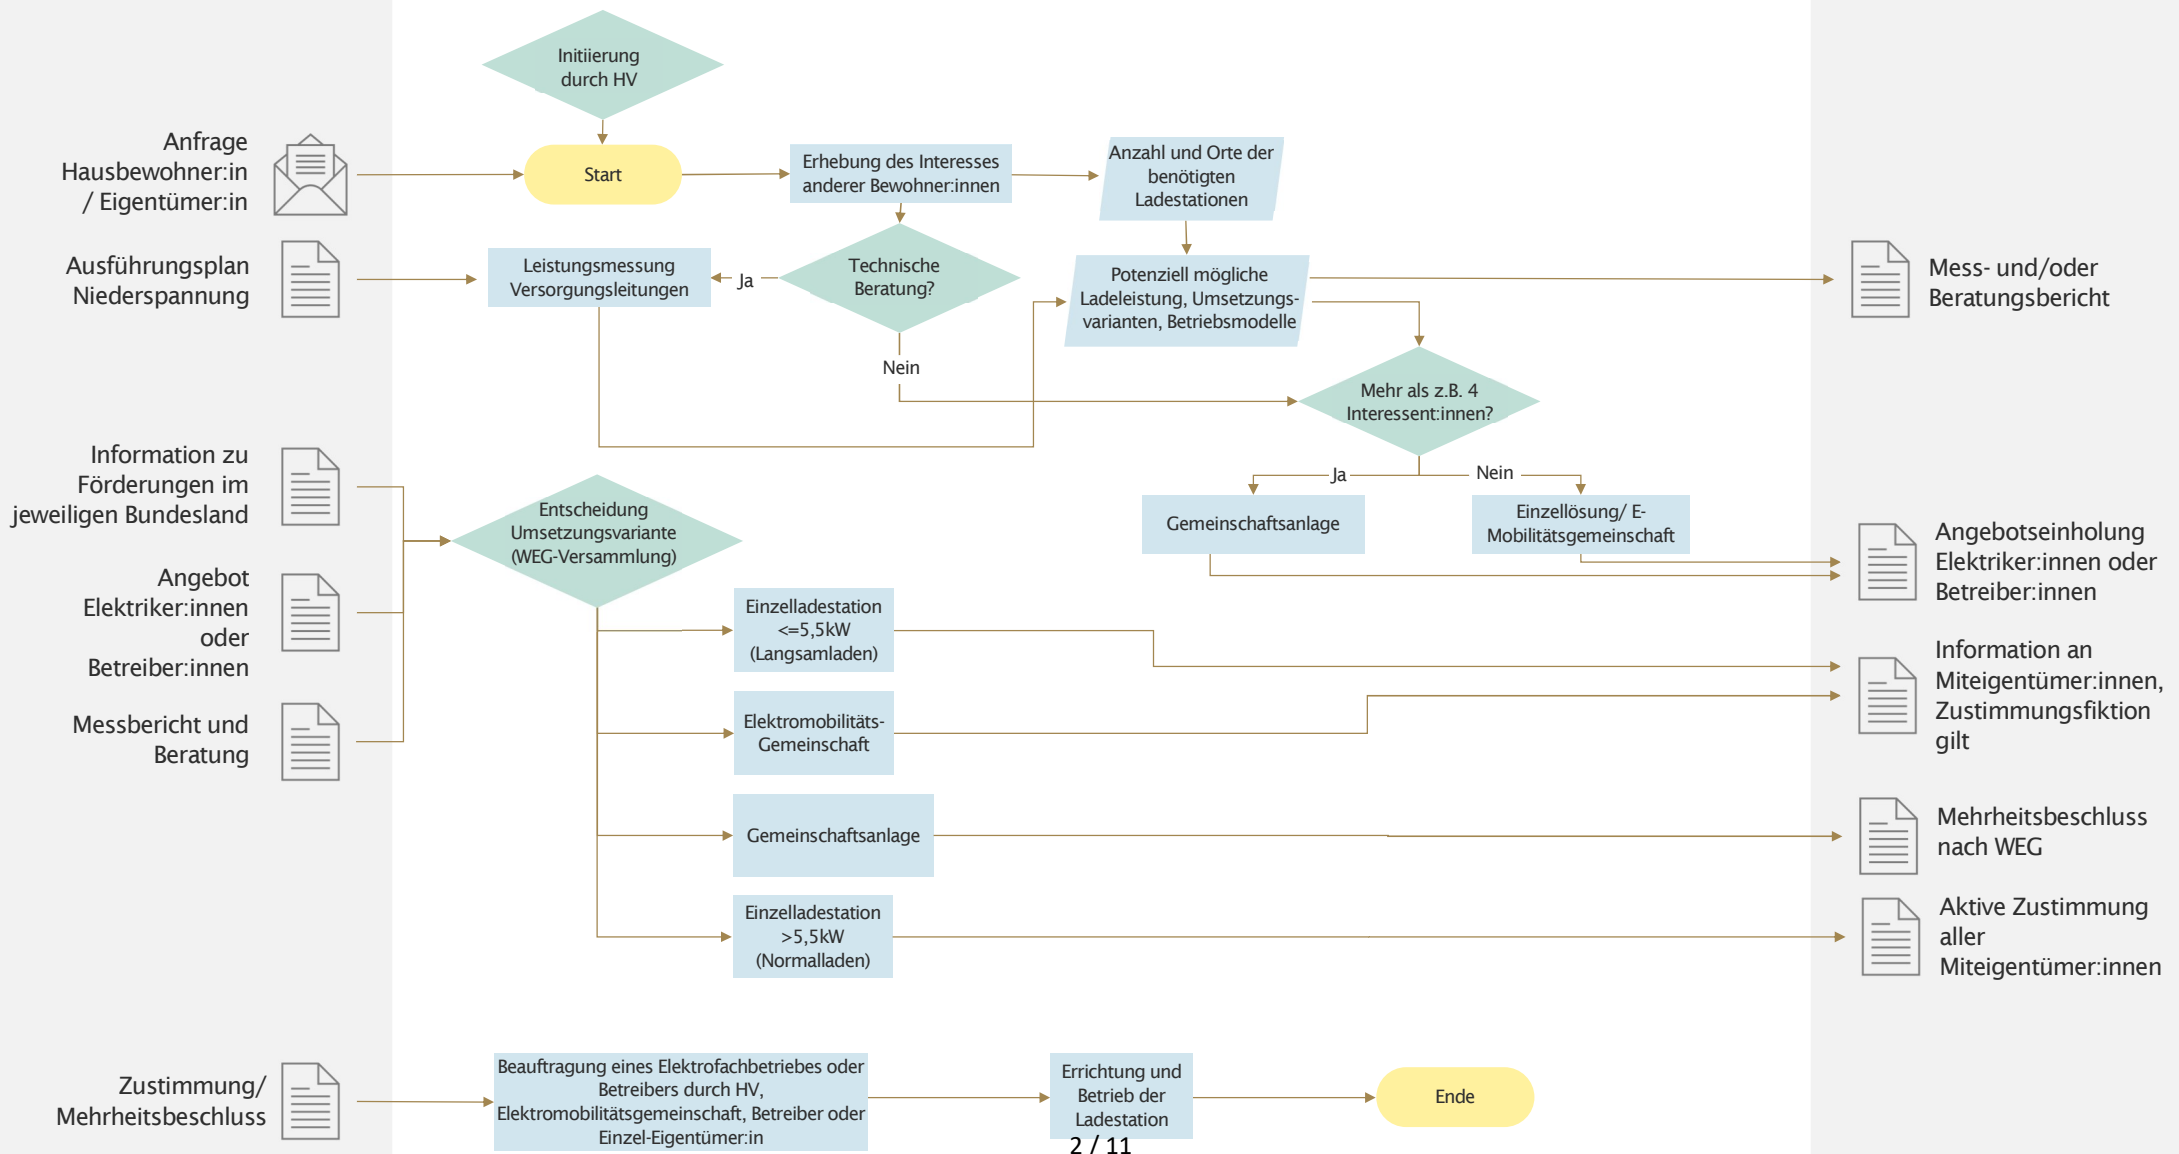 Initiierung
durch HV
Anfrage
Hausbewohner:in
/ Eigentümer:in
Start
Erhebung des Interesses
anderer Bewohner:innen
Anzahl und Orte der
benötigten
Ladestationen
Ausführungsplan
Niederspannung
Leistungsmessung
Versorgungsleitungen
Ja
Technische
Beratung?
Potenziell mögliche
Ladeleistung, Umsetzungs-
varianten, Betriebsmodelle
Mess- und/oder
Beratungsbericht
Nein
Mehr als z.B. 4
Interessent:innen?
Ja
Nein
Information zu
Förderungen im
jeweiligen Bundesland
Entscheidung
Umsetzungsvariante
(WEG-Versammlung)
Gemeinschaftsanlage
Einzellösung/ E-
Mobilitätsgemeinschaft
Angebotseinholung
Elektriker:innen oder
Betreiber:innen
Angebot
Elektriker:innen
oder
Betreiber:innen
Einzelladestation
<=5,5kW
(Langsamladen)
Information an
Miteigentümer:innen,
Zustimmungsfiktion
gilt
Messbericht und
Beratung
Elektromobilitäts-
Gemeinschaft
Gemeinschaftsanlage
Mehrheitsbeschluss
nach WEG
Einzelladestation
>5,5kW
(Normalladen)
Aktive Zustimmung
aller
Miteigentümer:innen
Zustimmung/
Mehrheitsbeschluss
Beauftragung eines Elektrofachbetriebes oder
Betreibers durch HV,
Elektromobilitätsgemeinschaft, Betreiber oder
Einzel-Eigentümer:in
Errichtung und
Betrieb der
Ladestation
Ende
2 / 11